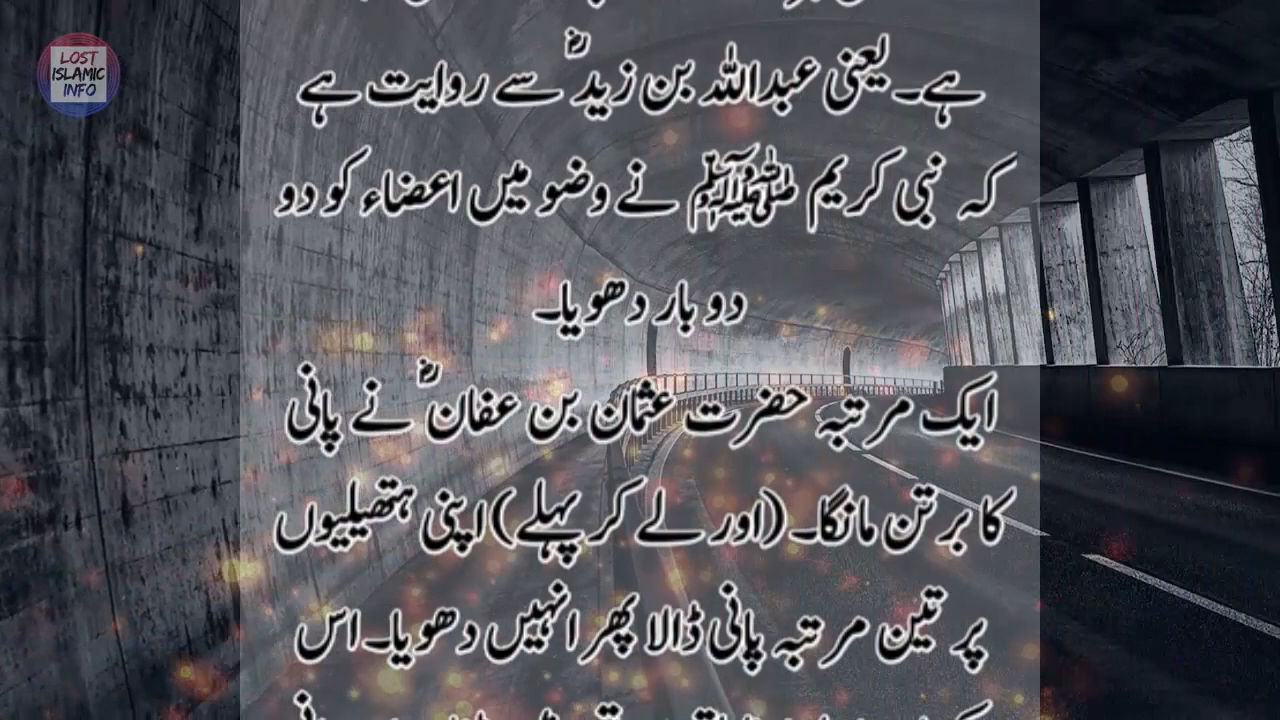 LOST
ISLAMIC
INFO
ہے۔ یعنی عبداللہ بن زیدؓ سے روایت ہے
کہ نبی کریم ﷺ نے وضو میں اعضاء کو دو
دو بار دھویا۔
ایک مرتبہ حضرت عثمان بن عفانؓ نے پانی
کا برتن مانگا۔ (اور لے کر پہلے) اپنی ہتھیلیوں
پر تین مرتبہ پانی ڈالا پھر انہیں دھویا۔ اس